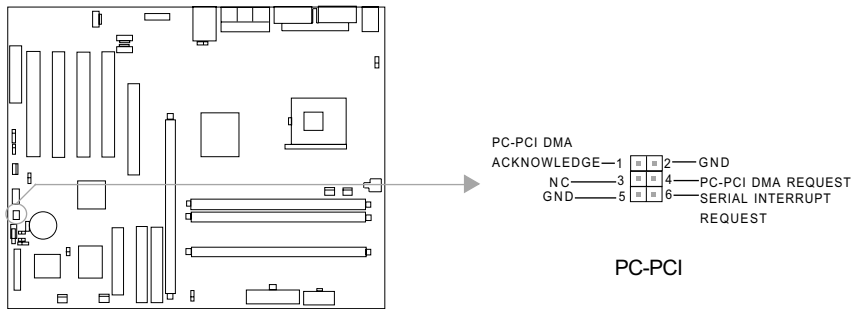 PC-PCI DMA
ACKNOWLEDGE 1 2 GND
NC 3 4 PC-PCI DMA REQUEST
GND 5 6 SERIAL INTERRUPT
REQUEST
PC-PCI